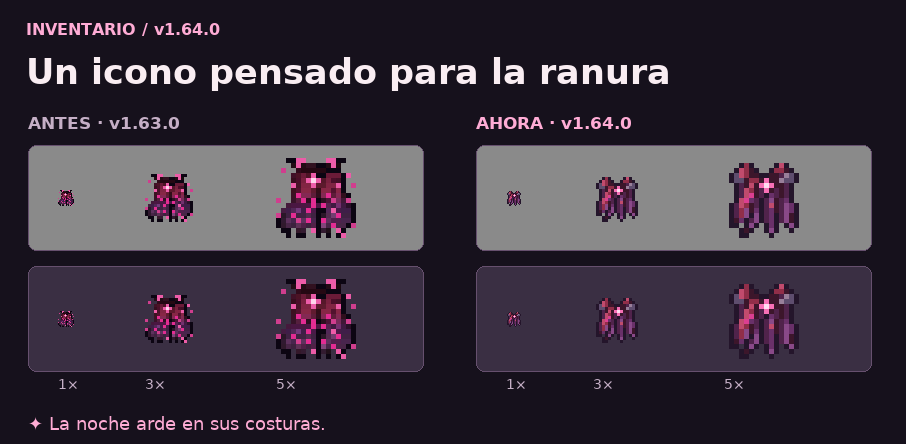 INVENTARIO / v1.64.0
Un icono pensado para la ranura
ANTES · v1.63.0
AHORA · v1.64.0
1× 3× 5×
1× 3× 5×
✦ La noche arde en sus costuras.